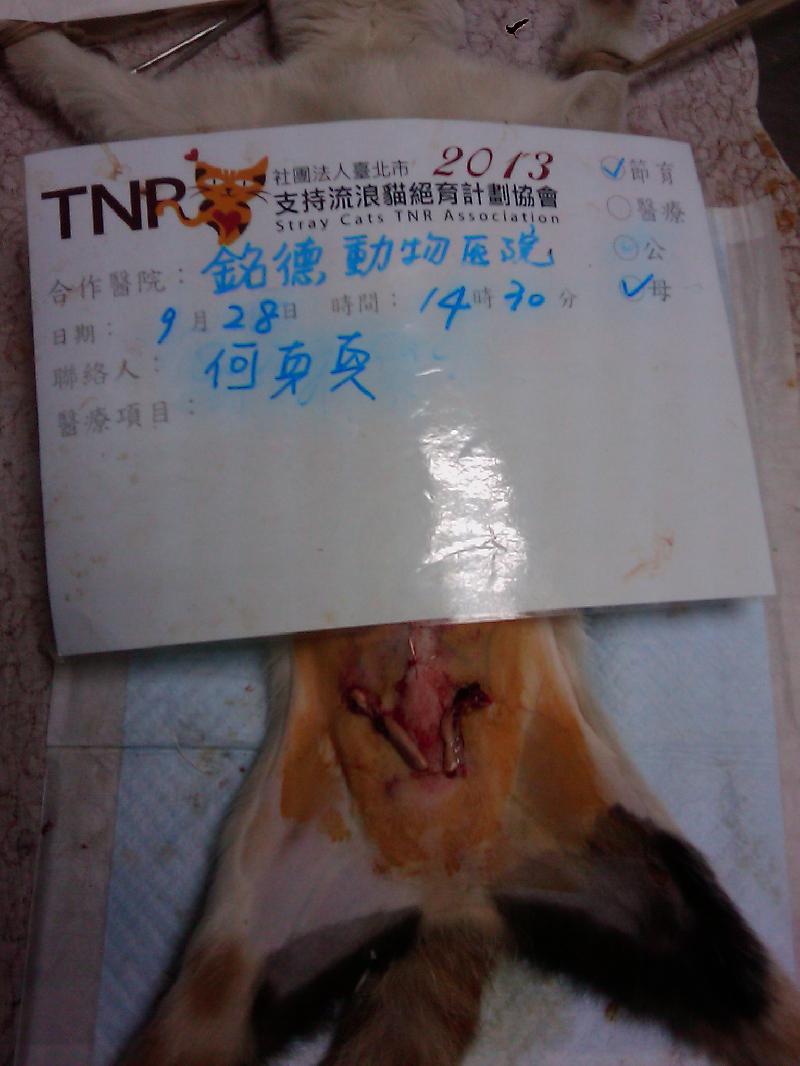 TNR
社團法人臺北市 2013
支持流浪貓絕育計劃協會
Stray Cats TNR Association
節育
醫療
公
母
合作醫院：銘德動物医院
日期：9月28日 時間：14時30分
聯絡人：何真真
醫療項目：